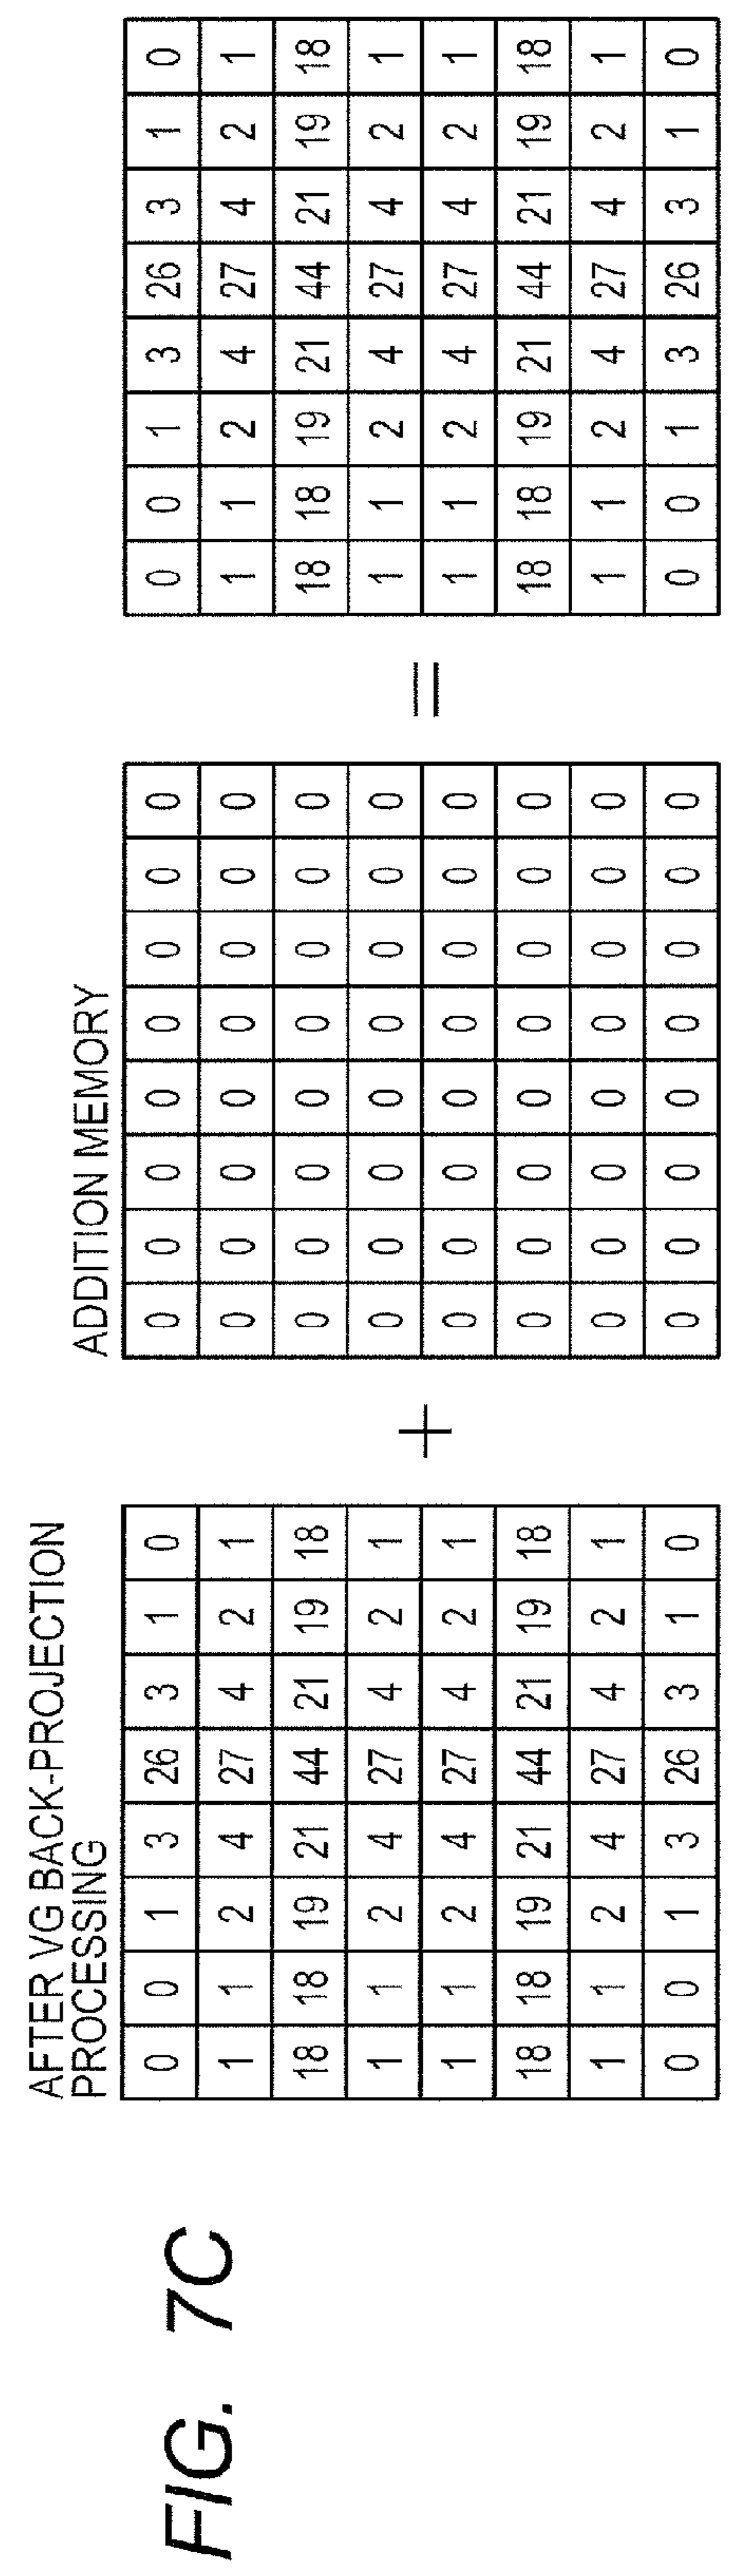 FIG. 7C
AFTER VG BACK-PROJECTION
PROCESSING
0 0 1 3 26 3 1 0
1 1 2 4 27 4 2 1
18 18 19 21 44 21 19 18
1 1 2 4 27 4 2 1
1 1 2 4 27 4 2 1
18 18 19 21 44 21 19 18
1 1 2 4 27 4 2 1
0 0 1 3 26 3 1 0
+
ADDITION MEMORY
0 0 0 0 0 0 0 0
0 0 0 0 0 0 0 0
0 0 0 0 0 0 0 0
0 0 0 0 0 0 0 0
0 0 0 0 0 0 0 0
0 0 0 0 0 0 0 0
0 0 0 0 0 0 0 0
0 0 0 0 0 0 0 0
=
0 0 1 3 26 3 1 0
1 1 2 4 27 4 2 1
18 18 19 21 44 21 19 18
1 1 2 4 27 4 2 1
1 1 2 4 27 4 2 1
18 18 19 21 44 21 19 18
1 1 2 4 27 4 2 1
0 0 1 3 26 3 1 0